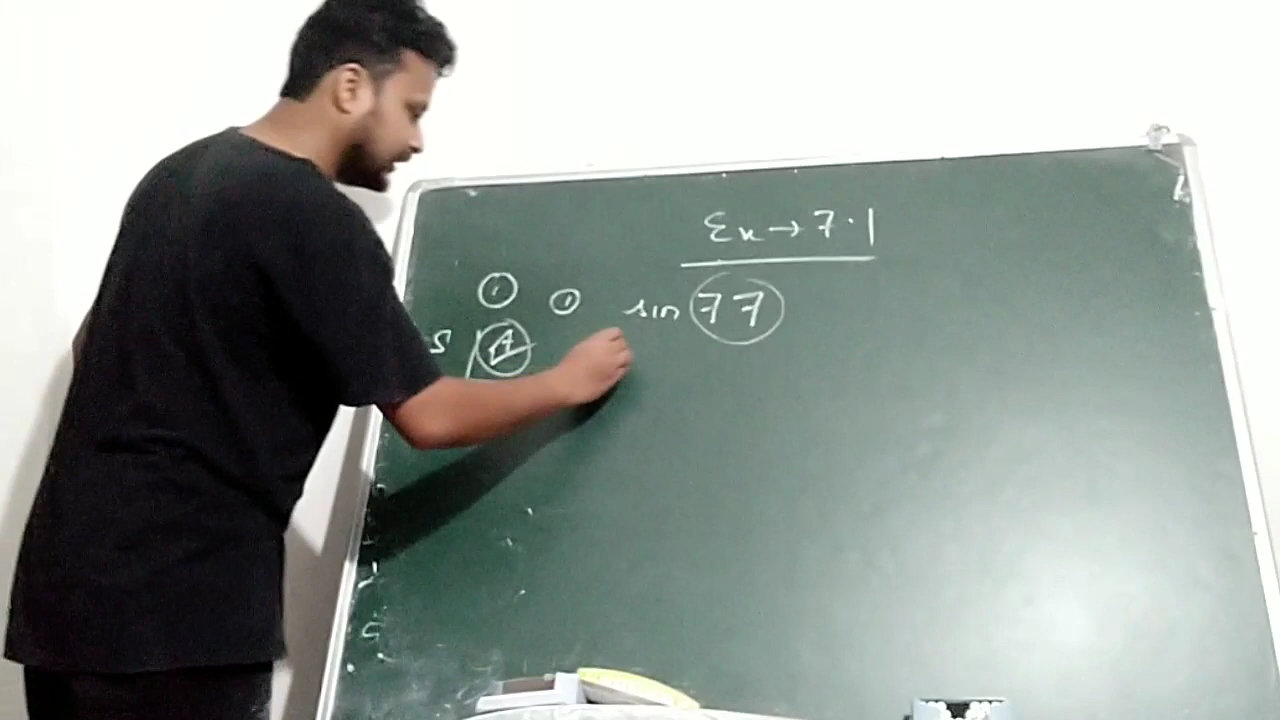 Ex → 7.1
① ① sin 77
S | A